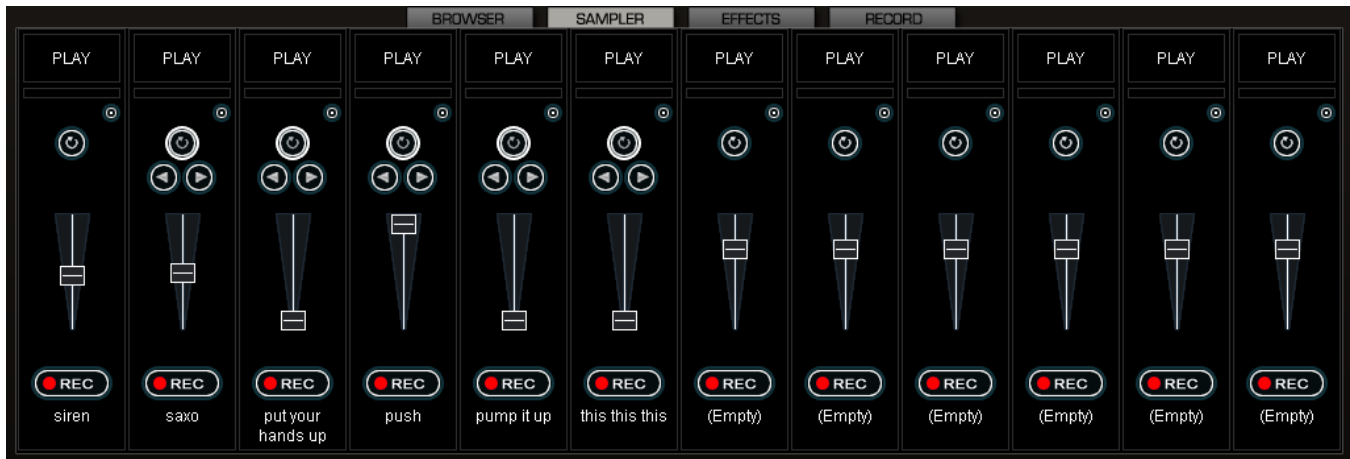 BROWSER SAMPLER EFFECTS RECORD
PLAY PLAY PLAY PLAY PLAY PLAY PLAY PLAY PLAY PLAY PLAY PLAY
REC REC REC REC REC REC REC REC REC REC REC REC
siren saxo put your push pump it up this this this (Empty) (Empty) (Empty) (Empty) (Empty) (Empty)
hands up